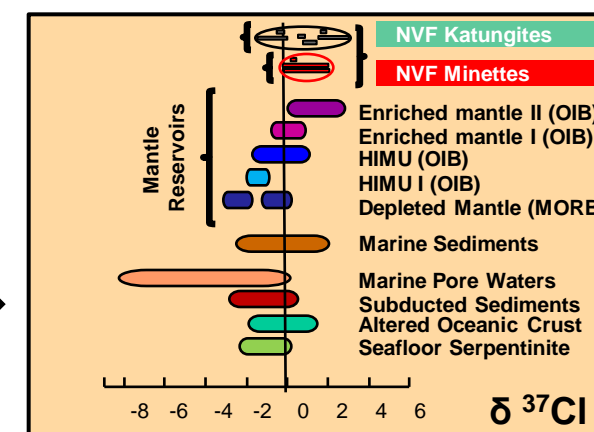 NVF Katungites
NVF Minettes
Mantle
Reservoirs
Enriched mantle II (OIB)
Enriched mantle I (OIB)
HIMU (OIB)
HIMU I (OIB)
Depleted Mantle (MORB
Marine Sediments
Marine Pore Waters
Subducted Sediments
Altered Oceanic Crust
Seafloor Serpentinite
-8 -6 -4 -2 0 2 4 6
δ ³⁷Cl